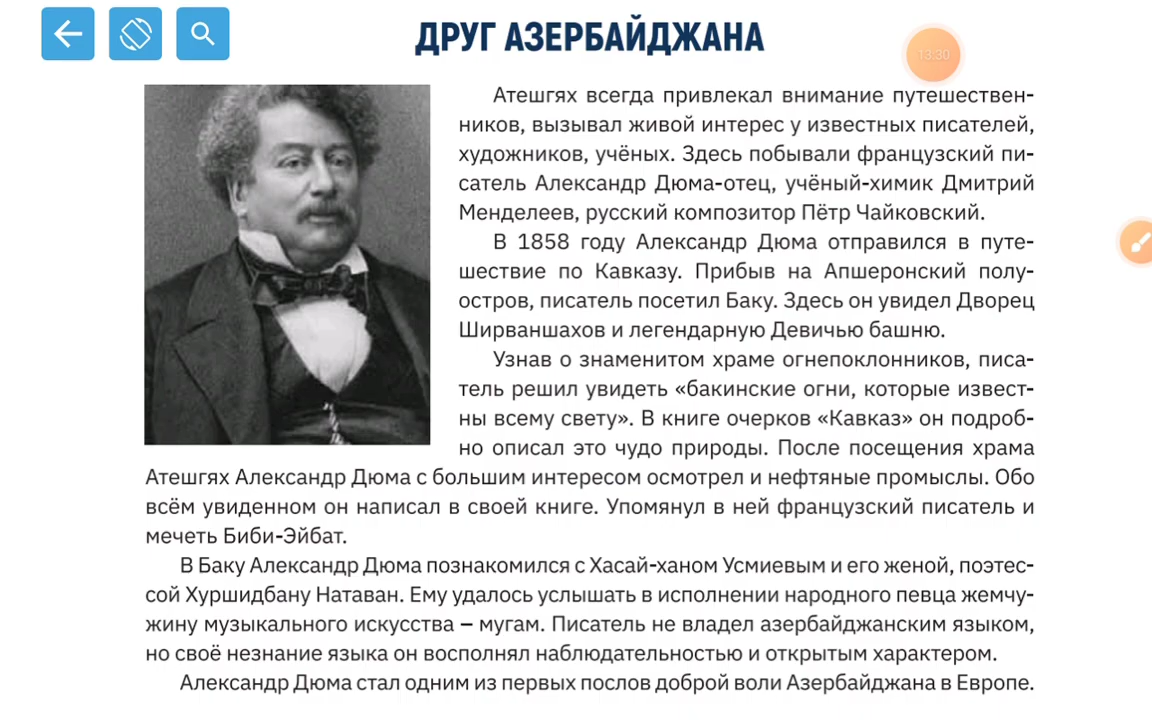 ДРУГ АЗЕРБАЙДЖАНА
13:30
Атешгях всегда привлекал внимание путешествен-
ников, вызывал живой интерес у известных писателей,
художников, учёных. Здесь побывали французский пи-
сатель Александр Дюма-отец, учёный-химик Дмитрий
Менделеев, русский композитор Пётр Чайковский.
В 1858 году Александр Дюма отправился в путе-
шествие по Кавказу. Прибыв на Апшеронский полу-
остров, писатель посетил Баку. Здесь он увидел Дворец
Ширваншахов и легендарную Девичью башню.
Узнав о знаменитом храме огнепоклонников, писа-
тель решил увидеть «бакинские огни, которые извест-
ны всему свету». В книге очерков «Кавказ» он подроб-
но описал это чудо природы. После посещения храма
Атешгях Александр Дюма с большим интересом осмотрел и нефтяные промыслы. Обо
всём увиденном он написал в своей книге. Упомянул в ней французский писатель и
мечеть Биби-Эйбат.
В Баку Александр Дюма познакомился с Хасай-ханом Усмиевым и его женой, поэтес-
сой Хуршидбану Натаван. Ему удалось услышать в исполнении народного певца жемчу-
жину музыкального искусства – мугам. Писатель не владел азербайджанским языком,
но своё незнание языка он восполнял наблюдательностью и открытым характером.
Александр Дюма стал одним из первых послов доброй воли Азербайджана в Европе.